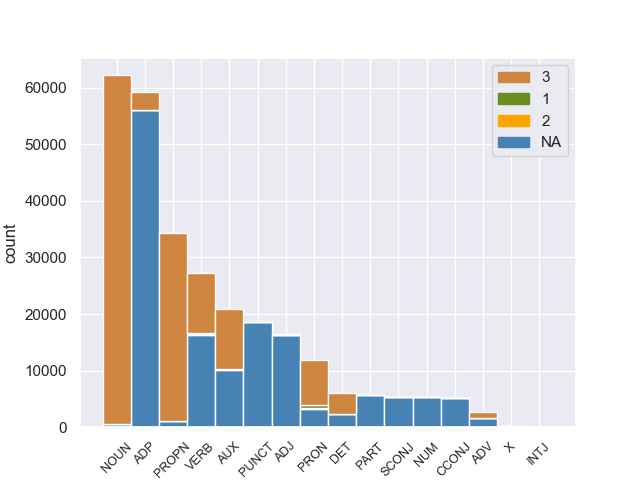 60000
50000
40000
30000
20000
10000
0
count
3
1
2
NA
NOUN
ADP
PROPN
VERB
AUX
PUNCT
ADJ
PRON
DET
PART
SCONJ
NUM
CCONJ
ADV
X
INTJ